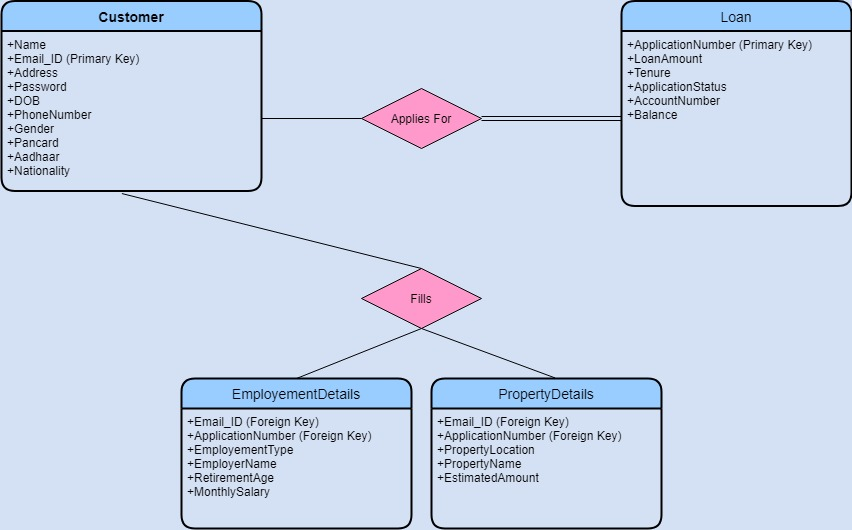 Customer
+Name
+Email_ID (Primary Key)
+Address
+Password
+DOB
+PhoneNumber
+Gender
+Pancard
+Aadhaar
+Nationality
Applies For
Loan
+ApplicationNumber (Primary Key)
+LoanAmount
+Tenure
+ApplicationStatus
+AccountNumber
+Balance
Fills
EmployementDetails
+Email_ID (Foreign Key)
+ApplicationNumber (Foreign Key)
+EmployementType
+EmployerName
+RetirementAge
+MonthlySalary
PropertyDetails
+Email_ID (Foreign Key)
+ApplicationNumber (Foreign Key)
+PropertyLocation
+PropertyName
+EstimatedAmount